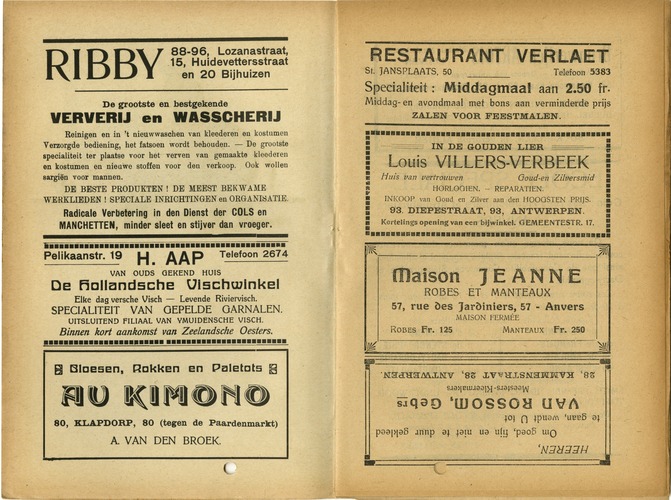 RIBBY
88-96, Lozanastraat,
15, Huidevettersstraat
en 20 Bijhuizen
De grootste en bestgekende
VERVERIJ en WASSCHERIJ
Reinigen en in 't nieuwwaschen van kleederen en kostumen
Verzorgde bediening, het fatsoen wordt behouden. — De grootste
specialiteit ter plaatse voor het verven van gemaakte kleederen
en kostumen en nieuwe stoffen voor den verkoop. Ook wollen
sargiën voor mannen.
DE BESTE PRODUKTEN! DE MEEST BEKWAME
WERKLIEDEN! SPECIALE INRICHTINGEN en ORGANISATIE.
Radicale Verbetering in den Dienst der COLS en
MANCHETTEN, minder sleet en stijver dan vroeger.
Pelikaanstr. 19 H. AAP Telefoon 2674
VAN OUDS GEKEND HUIS
De Hollandsche Vischwinkel
Elke dag versche Visch — Levende Riviervisch.
SPECIALITEIT VAN GEPELDE GARNALEN.
UITSLUITEND FILIAAL VAN YMUIDENSCHE VISCH.
Binnen kort aankomst van Zeelandsche Oesters.
Bloesen, Rokken en Paletots
AU KIMONO
80, KLAPDORP, 80 (tegen de Paardenmarkt)
A. VAN DEN BROEK.
RESTAURANT VERLAET
St. JANSPLAATS, 50 Telefoon 5383
Specialiteit: Middagmaal aan 2.50 fr.
Middag- en avondmaal met bons aan verminderde prijs
ZALEN VOOR FEESTMALEN.
IN DE GOUDEN LIER
Louis VILLERS-VERBEEK
Huis van vertrouwen Goud-en Zilversmid
HORLOGIEN. – REPARATIEN.
INKOOP van Goud en Zilver aan den HOOGSTEN PRIJS.
93. DIEPESTRAAT, 93, ANTWERPEN.
Kortelings opening van een bijwinkel, GEMEENTESTR. 17.
Maison JEANNE
ROBES ET MANTEAUX
57, rue des Jardiniers, 57 - Anvers
MAISON FERMÉE
ROBES Fr. 125 MANTEAUX Fr. 250
HEEREN,
Om goed, fijn en niet te duur gekleed
te gaan, wendt U tot
VAN ROSSOM, Gebrs
Meesters-Kleermakers
28, KAMMENSTRAAT, 28, ANTWERPEN.